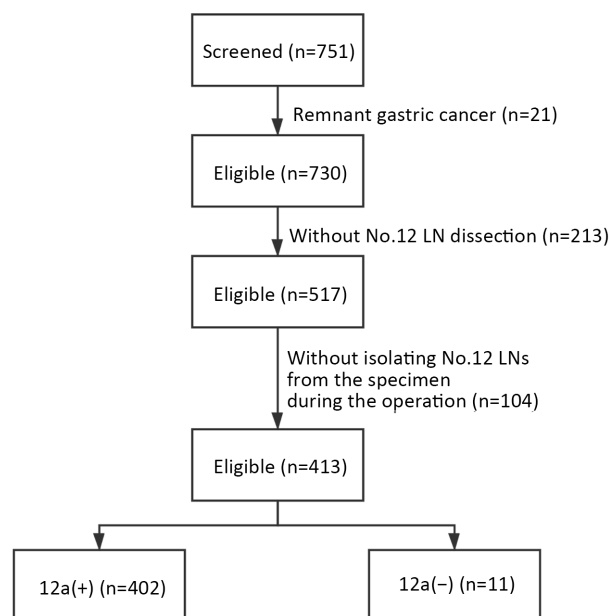 Screened (n=751)
Remnant gastric cancer (n=21)
Eligible (n=730)
Without No.12 LN dissection (n=213)
Eligible (n=517)
Without isolating No.12 LNs
from the specimen
during the operation (n=104)
Eligible (n=413)
12a(+) (n=402)
12a(−) (n=11)